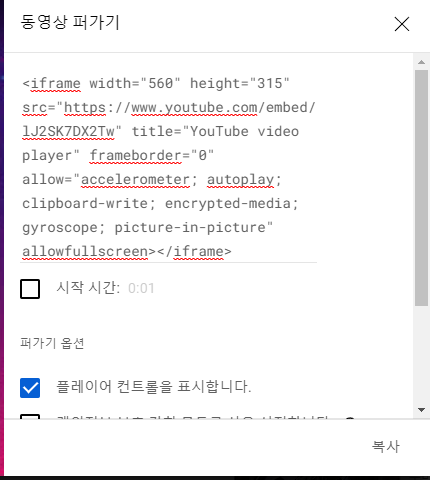 동영상 퍼가기
<iframe width="560" height="315"
src="https://www.youtube.com/embed/
lJ2SK7DX2Tw" title="YouTube video
player" frameborder="0"
allow="accelerometer; autoplay;
clipboard-write; encrypted-media;
gyroscope; picture-in-picture"
allowfullscreen></iframe>
시작 시간: 0:01
퍼가기 옵션
플레이어 컨트롤을 표시합니다.
복사